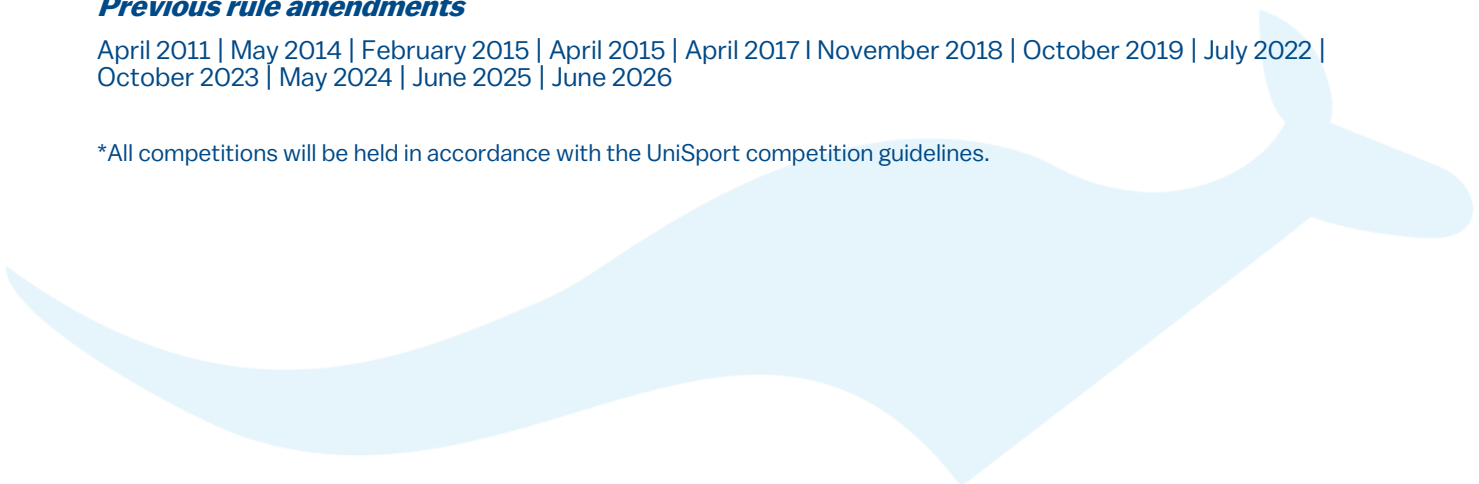 Previous rule amendments
April 2011 | May 2014 | February 2015 | April 2015 | April 2017 I November 2018 | October 2019 | July 2022 |
October 2023 | May 2024 | June 2025 | June 2026
*All competitions will be held in accordance with the UniSport competition guidelines.